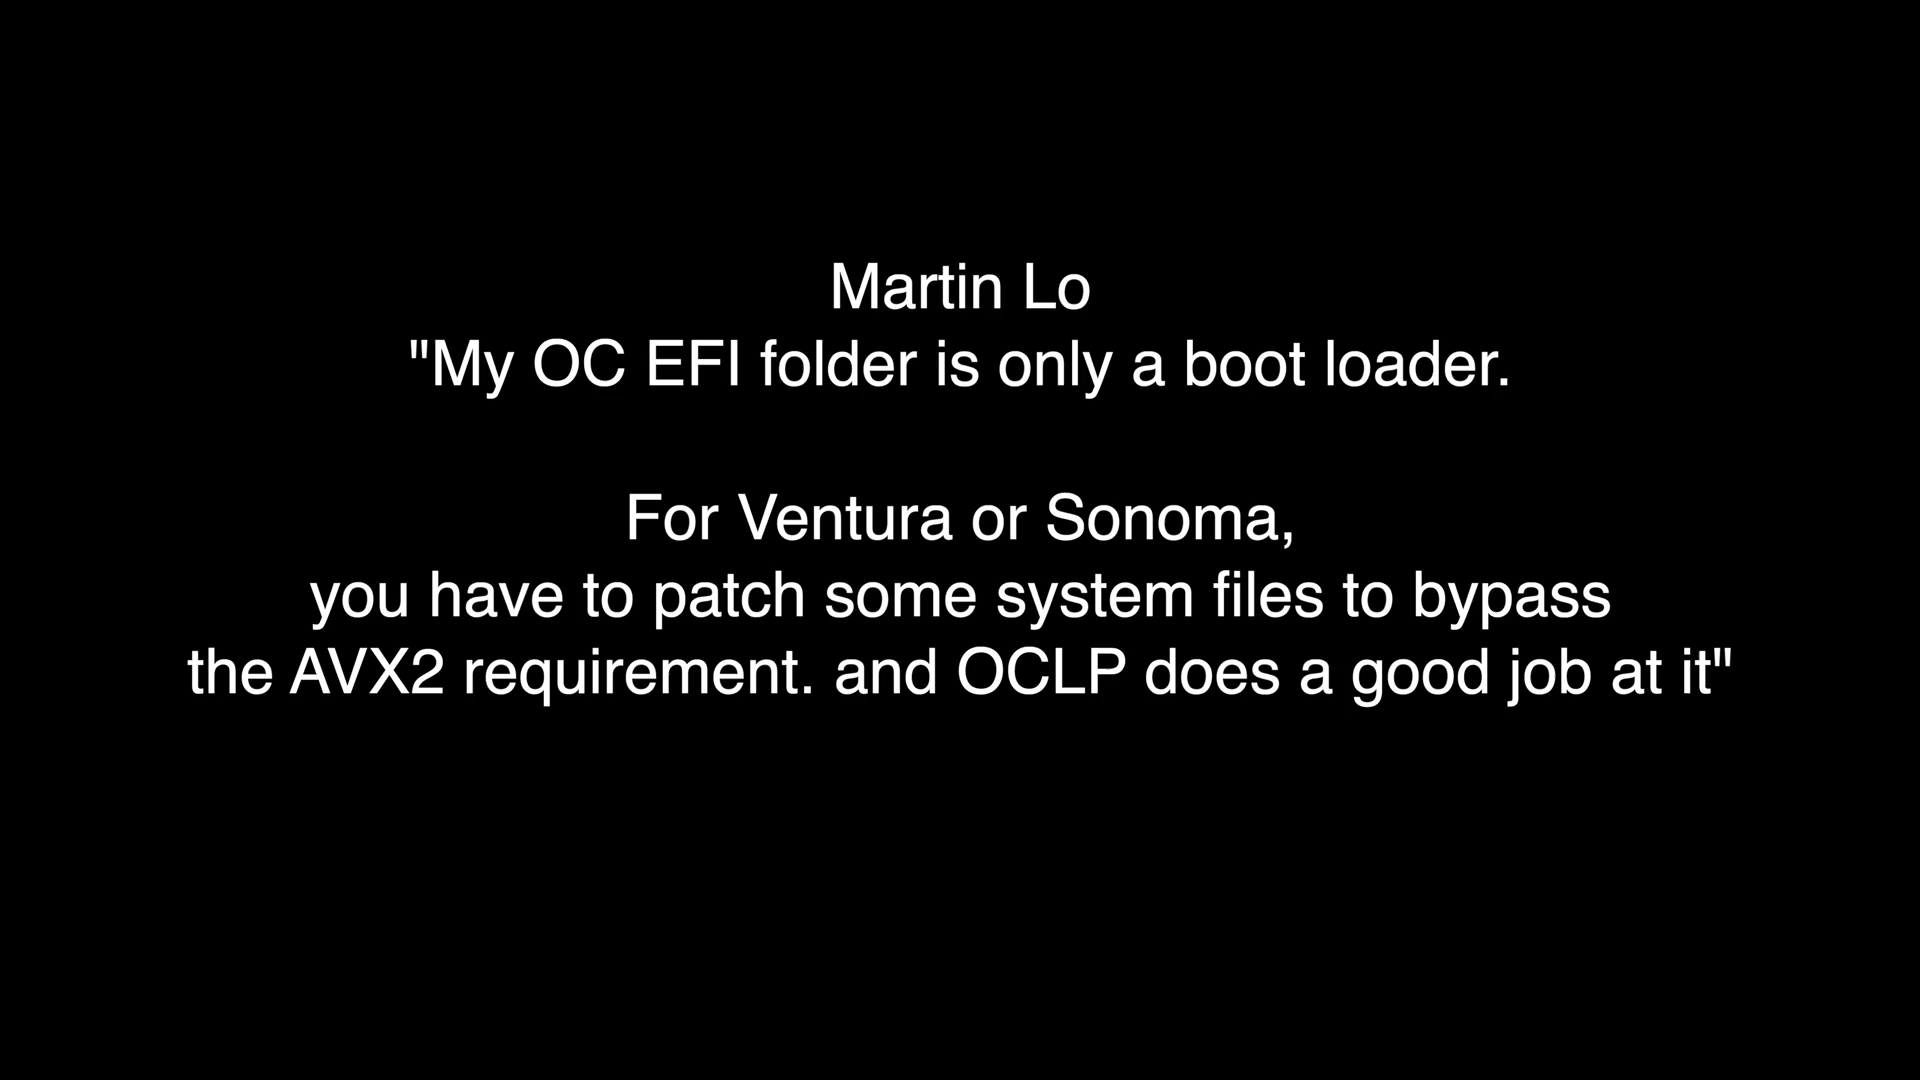 Martin Lo
"My OC EFI folder is only a boot loader.
For Ventura or Sonoma,
you have to patch some system files to bypass
the AVX2 requirement. and OCLP does a good job at it"